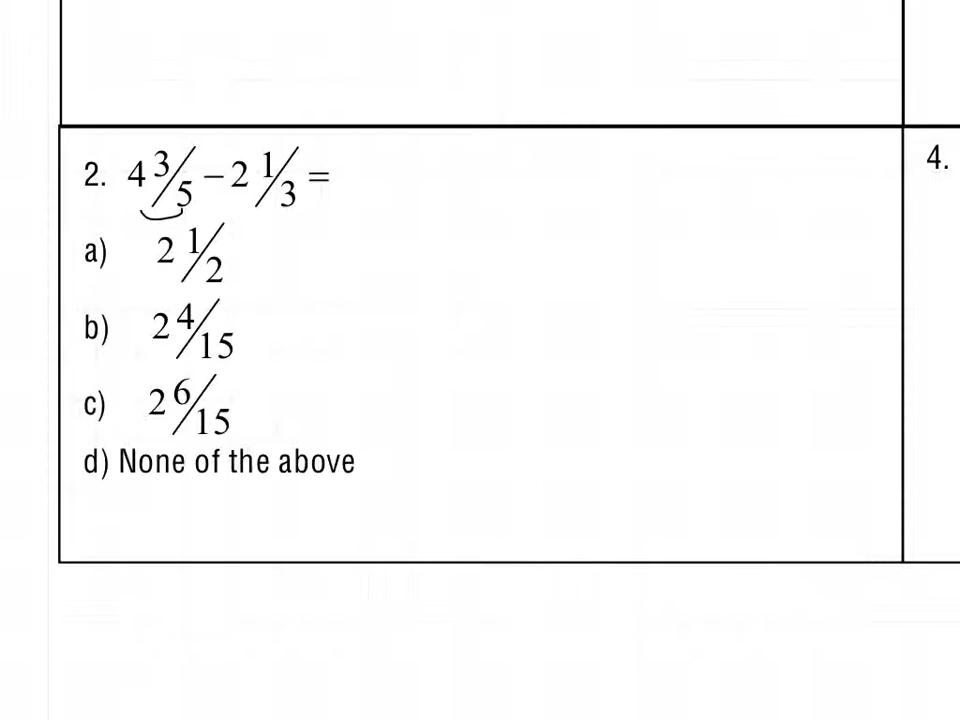 2. 4 3/5 – 2 1/3 =
4.
a) 2 1/2
b) 2 4/15
c) 2 6/15
d) None of the above